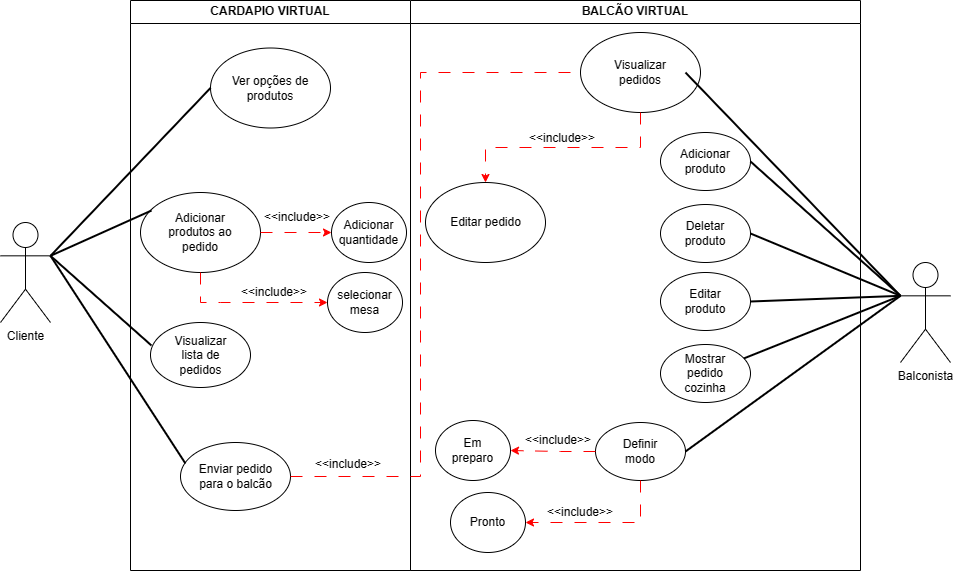 CARDAPIO VIRTUAL
BALCÃO VIRTUAL
Ver opções de
produtos
Visualizar
pedidos
<<include>>
Adicionar
produto
Adicionar
produtos ao
pedido
<<include>>
Adicionar
quantidade
Editar pedido
Deletar
produto
<<include>>
selecionar
mesa
Editar
produto
Cliente
Visualizar
lista de
pedidos
Mostrar
pedido
cozinha
Balconista
Enviar pedido
para o balcão
<<include>>
Em
preparo
<<include>>
Definir
modo
Pronto
<<include>>